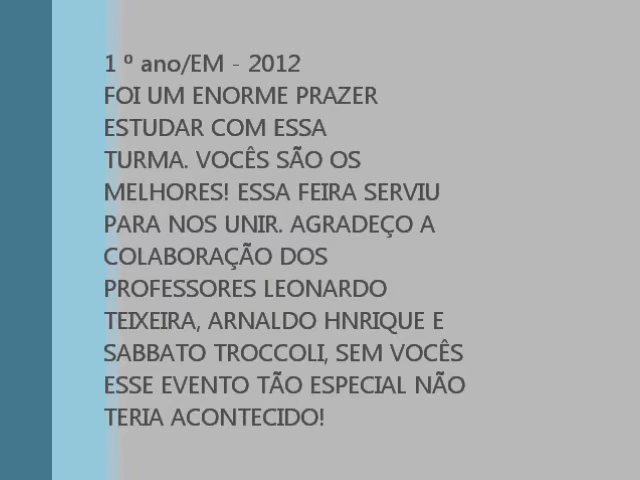 1 º ano/EM - 2012
FOI UM ENORME PRAZER
ESTUDAR COM ESSA
TURMA. VOCÊS SÃO OS
MELHORES! ESSA FEIRA SERVIU
PARA NOS UNIR. AGRADEÇO A
COLABORAÇÃO DOS
PROFESSORES LEONARDO
TEIXEIRA, ARNALDO HNRIQUE E
SABBATO TROCCOLI, SEM VOCÊS
ESSE EVENTO TÃO ESPECIAL NÃO
TERIA ACONTECIDO!